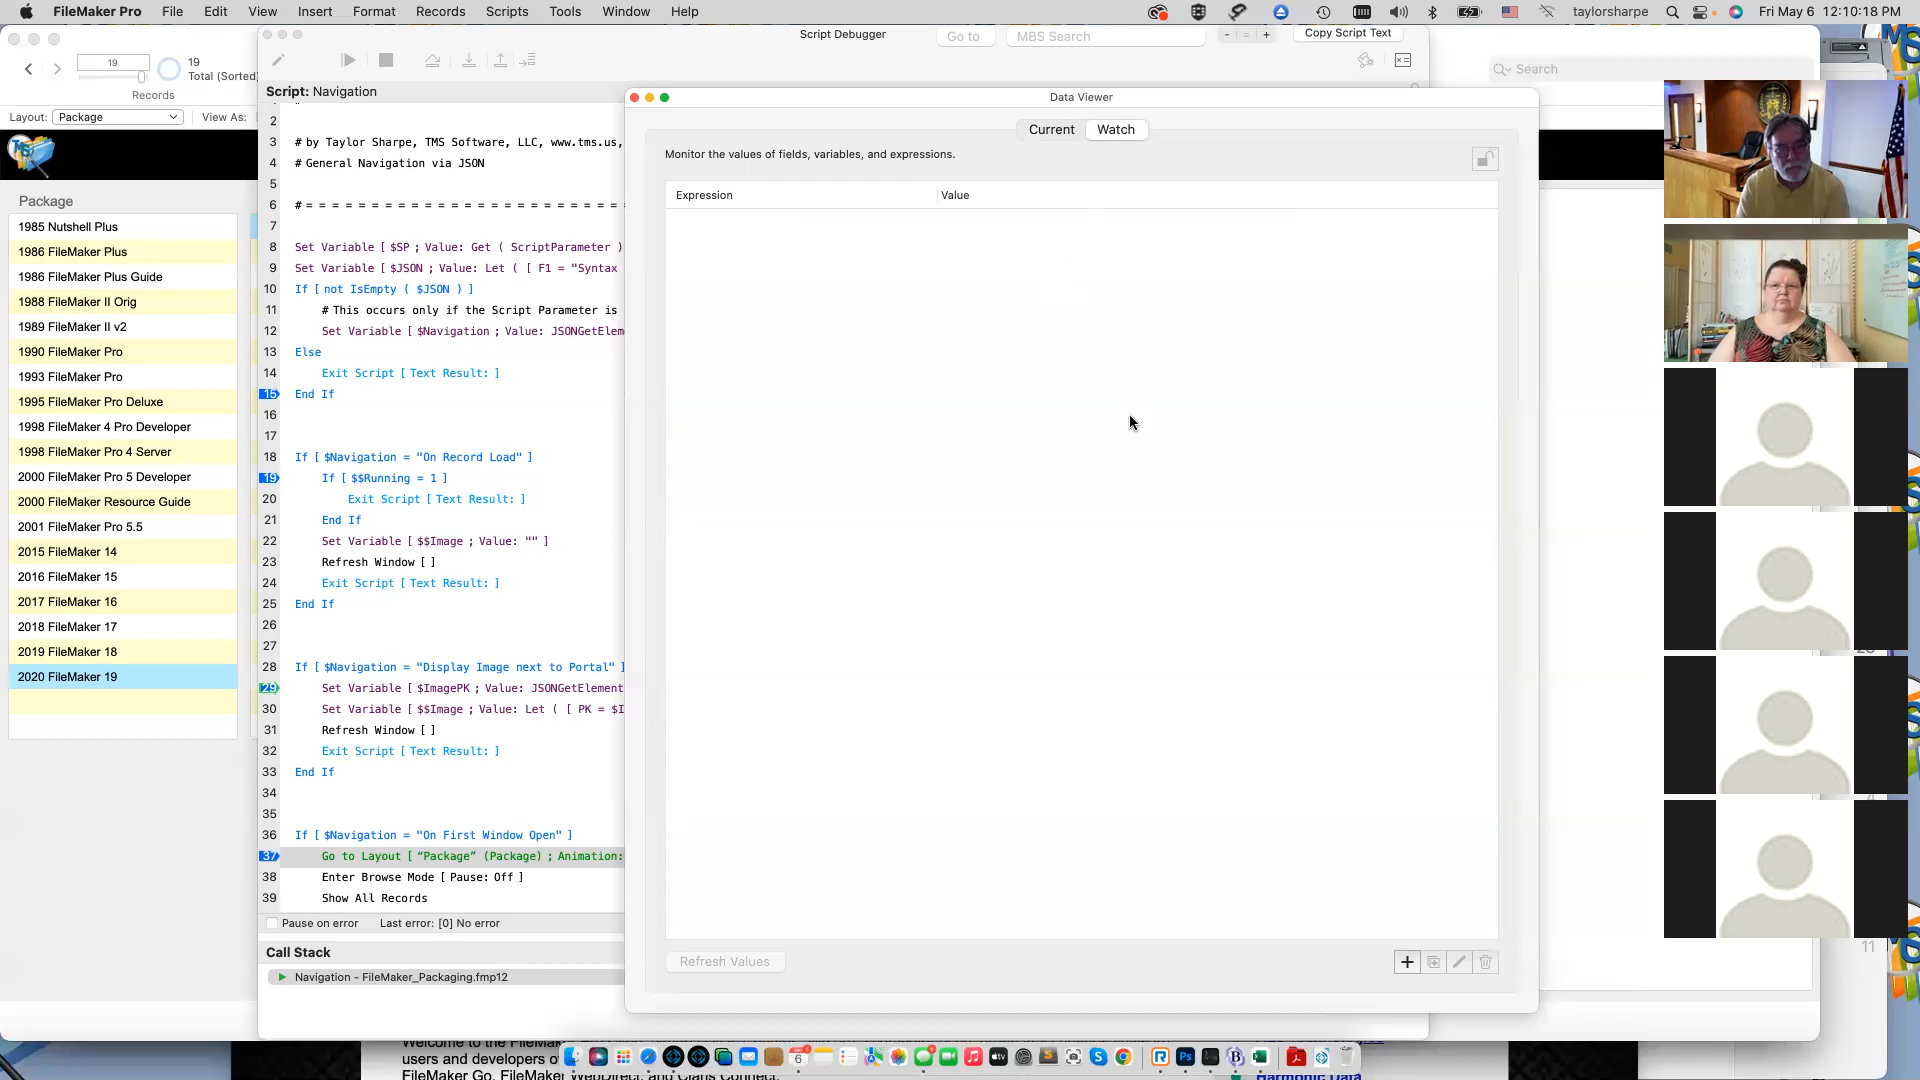 FileMaker Pro File Edit View Insert Format Records Scripts Tools Window Help
taylorsharpe Fri May 6 12:10:18 PM
Script Debugger
Go to
MBS Search
- = +
Copy Script Text
19
19
Total (Sorted)
Records
Search
Layout: Package View As:
Script: Navigation
Package
1985 Nutshell Plus
1986 FileMaker Plus
1986 FileMaker Plus Guide
1988 FileMaker II Orig
1989 FileMaker II v2
1990 FileMaker Pro
1993 FileMaker Pro
1995 FileMaker Pro Deluxe
1998 FileMaker 4 Pro Developer
1998 FileMaker Pro 4 Server
2000 FileMaker Pro 5 Developer
2000 FileMaker Resource Guide
2001 FileMaker Pro 5.5
2015 FileMaker 14
2016 FileMaker 15
2017 FileMaker 16
2018 FileMaker 17
2019 FileMaker 18
2020 FileMaker 19
2
3 # by Taylor Sharpe, TMS Software, LLC, www.tms.us,
4 # General Navigation via JSON
5
6 # = = = = = = = = = = = = = = = = = = = = = = = =
7
8 Set Variable [ $SP ; Value: Get ( ScriptParameter )
9 Set Variable [ $JSON ; Value: Let ( [ F1 = "Syntax
10 If [ not IsEmpty ( $JSON ) ]
11 # This occurs only if the Script Parameter is
12 Set Variable [ $Navigation ; Value: JSONGetElem
13 Else
14 Exit Script [ Text Result: ]
15 End If
16
17
18 If [ $Navigation = "On Record Load" ]
19 If [ $$Running = 1 ]
20 Exit Script [ Text Result: ]
21 End If
22 Set Variable [ $$Image ; Value: "" ]
23 Refresh Window [ ]
24 Exit Script [ Text Result: ]
25 End If
26
27
28 If [ $Navigation = "Display Image next to Portal" ]
29 Set Variable [ $ImagePK ; Value: JSONGetElement
30 Set Variable [ $$Image ; Value: Let ( [ PK = $I
31 Refresh Window [ ]
32 Exit Script [ Text Result: ]
33 End If
34
35
36 If [ $Navigation = "On First Window Open" ]
37 Go to Layout [ “Package” (Package) ; Animation:
38 Enter Browse Mode [ Pause: Off ]
39 Show All Records
Pause on error Last error: [0] No error
Call Stack
Navigation - FileMaker_Packaging.fmp12
Data Viewer
Current Watch
Monitor the values of fields, variables, and expressions.
Expression Value
Refresh Values
11
users and developers of